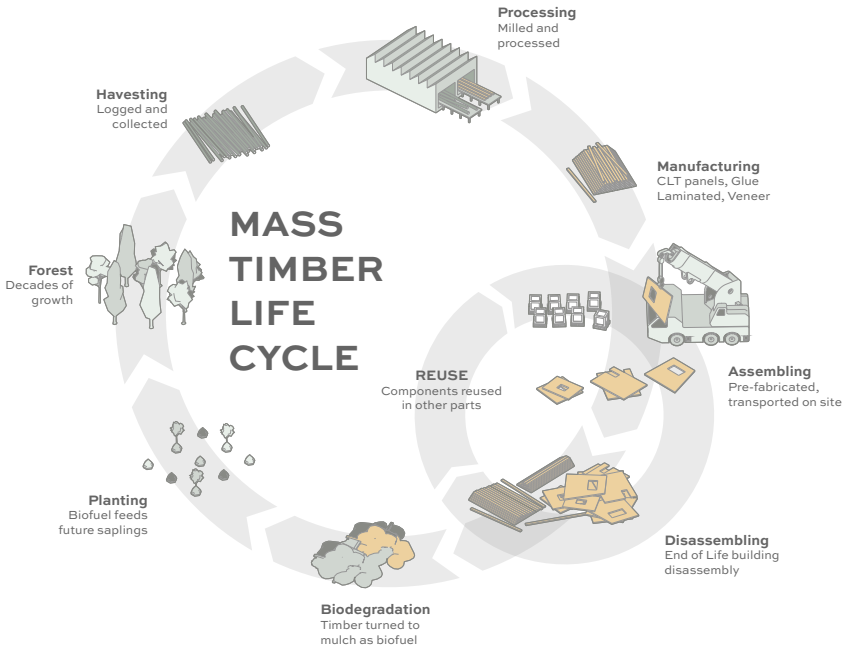 MASS
TIMBER
LIFE
CYCLE
Processing
Milled and
processed
Manufacturing
CLT panels, Glue
Laminated, Veneer
Assembling
Pre-fabricated,
transported on site
REUSE
Components reused
in other parts
Disassembling
End of Life building
disassembly
Biodegradation
Timber turned to
mulch as biofuel
Planting
Biofuel feeds
future saplings
Forest
Decades of
growth
Havesting
Logged and
collected